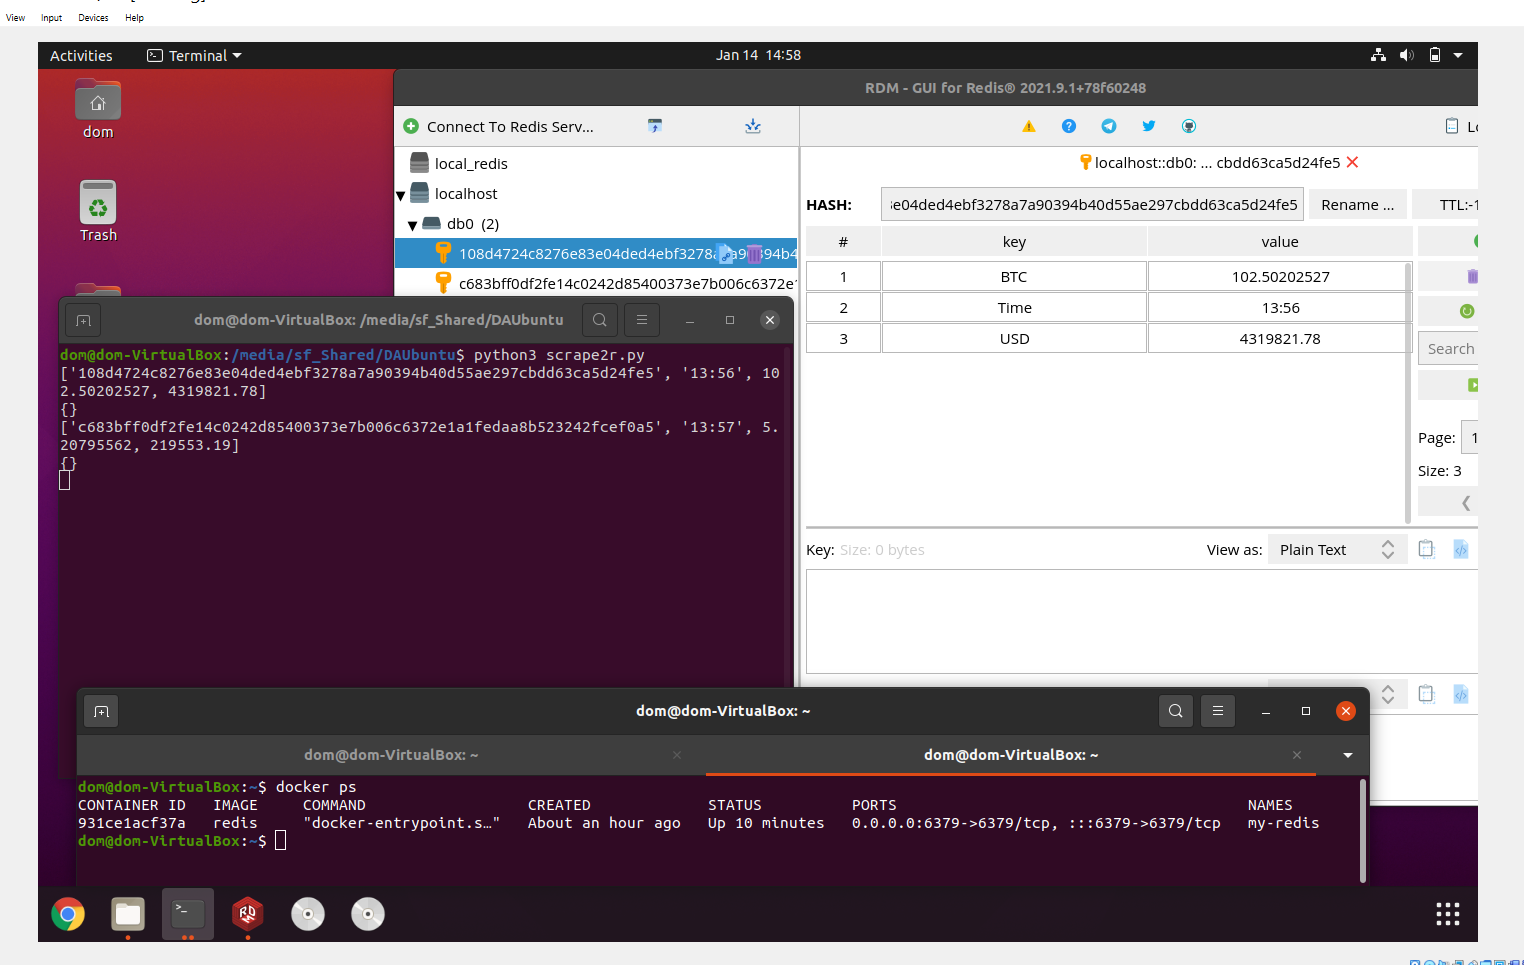 View Input Devices Help
Activities Terminal Jan 14 14:58
dom
Trash
RDM - GUI for Redis® 2021.9.1+78f60248
Connect To Redis Serv...
local_redis
localhost
db0 (2)
108d4724c8276e83e04ded4ebf3278
c683bff0df2fe14c0242d85400373e7b006c6372e1
localhost::db0: ... cbdd63ca5d24fe5
HASH: e04ded4ebf3278a7a90394b40d55ae297cbdd63ca5d24fe5 Rename ... TTL:-1
# key value
1 BTC 102.50202527
2 Time 13:56
3 USD 4319821.78
Search
Page: 1
Size: 3
Key: Size: 0 bytes View as: Plain Text
dom@dom-VirtualBox: /media/sf_Shared/DAUbuntu
dom@dom-VirtualBox:/media/sf_Shared/DAUbuntu$ python3 scrape2r.py
['108d4724c8276e83e04ded4ebf3278a7a90394b40d55ae297cbdd63ca5d24fe5', '13:56', 10
2.50202527, 4319821.78]
{}
['c683bff0df2fe14c0242d85400373e7b006c6372e1a1fedaa8b523242fcef0a5', '13:57', 5.
20795562, 219553.19]
{}
dom@dom-VirtualBox: ~
dom@dom-VirtualBox: ~ dom@dom-VirtualBox: ~
dom@dom-VirtualBox:~$ docker ps
CONTAINER ID IMAGE COMMAND CREATED STATUS PORTS NAMES
931ce1acf37a redis "docker-entrypoint.s…" About an hour ago Up 10 minutes 0.0.0.0:6379->6379/tcp, :::6379->6379/tcp my-redis
dom@dom-VirtualBox:~$